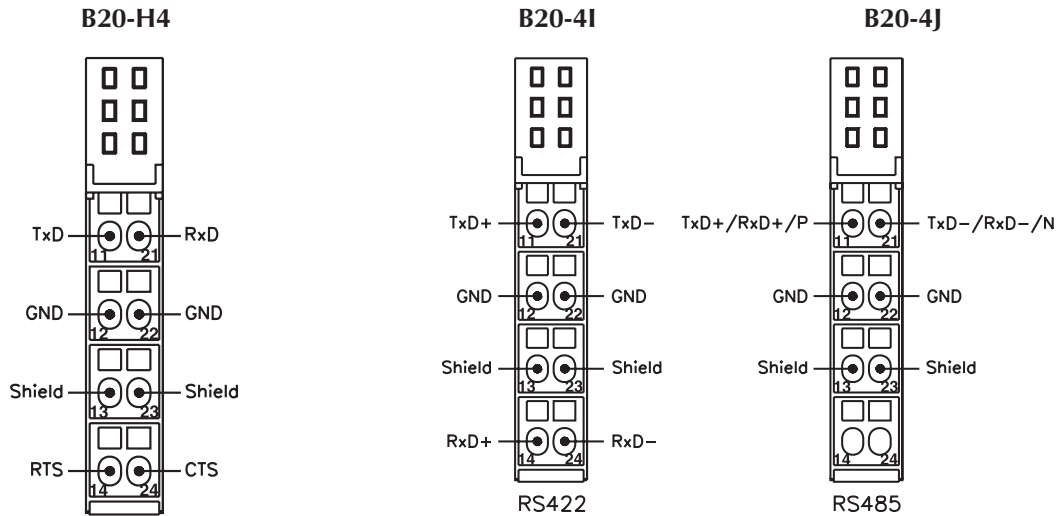 B20-H4
TxD RxD
11 21
GND GND
12 22
Shield Shield
13 23
RTS CTS
14 24
B20-4I
TxD+ TxD-
11 21
GND GND
12 22
Shield Shield
13 23
RxD+ RxD-
14 24
RS422
B20-4J
TxD+/RxD+/P TxD-/RxD-/N
11 21
GND GND
12 22
Shield Shield
13 23
14 24
RS485